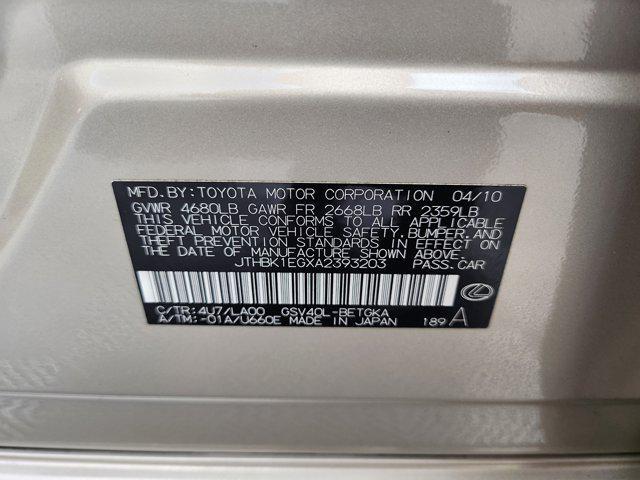 MFD. BY: TOYOTA MOTOR CORPORATION 04/10
GVWR 4680LB GAWR FR 2668LB RR 2359LB
THIS VEHICLE CONFORMS TO ALL APPLICABLE
FEDERAL MOTOR VEHICLE SAFETY, BUMPER, AND
THEFT PREVENTION STANDARDS IN EFFECT ON
THE DATE OF MANUFACTURE SHOWN ABOVE.
JTHBK1EGXA2393203 PASS.CAR
C/TR:4U7/LA00 GSV40L-BETGKA
A/TM:-01A/U660E MADE IN JAPAN 189 A